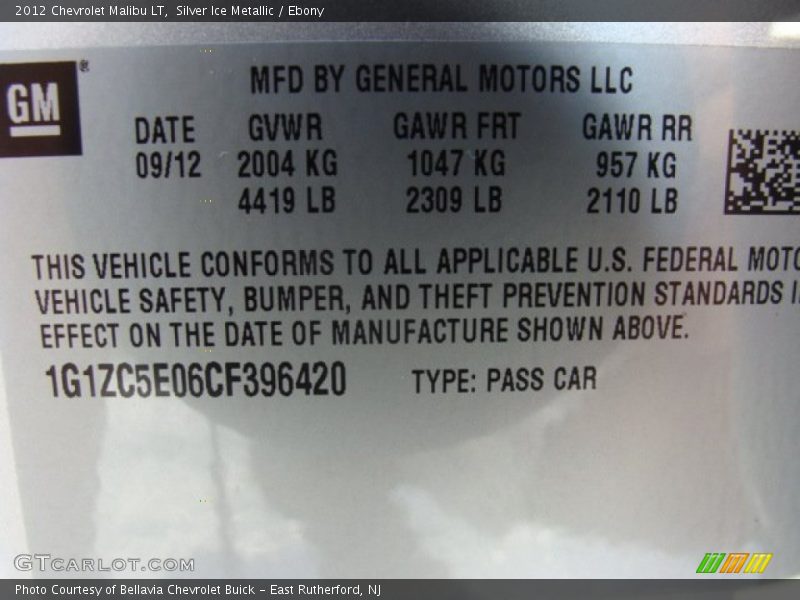 2012 Chevrolet Malibu LT, Silver Ice Metallic / Ebony
GM®
MFD BY GENERAL MOTORS LLC
DATE GVWR GAWR FRT GAWR RR
09/12 2004 KG 1047 KG 957 KG
4419 LB 2309 LB 2110 LB
THIS VEHICLE CONFORMS TO ALL APPLICABLE U.S. FEDERAL MOTO
VEHICLE SAFETY, BUMPER, AND THEFT PREVENTION STANDARDS I
EFFECT ON THE DATE OF MANUFACTURE SHOWN ABOVE.
1G1ZC5E06CF396420 TYPE: PASS CAR
GTCARLOT.COM
Photo Courtesy of Bellavia Chevrolet Buick – East Rutherford, NJ